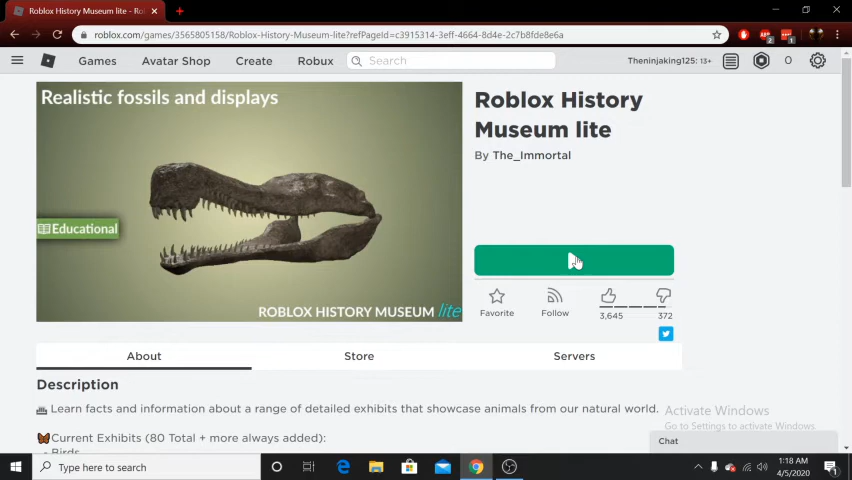 Roblox History Museum lite - Rol
roblox.com/games/3565805158/Roblox-History-Museum-lite?refPageId=c3915314-3eff-4664-8d4e-2c7b8fde8e6a
Games
Avatar Shop
Create
Robux
Search
Theninjaking125: 13+
0
Realistic fossils and displays
Educational
ROBLOX HISTORY MUSEUM lite
Roblox History
Museum lite
By The_Immortal
Favorite
Follow
3,645
372
About
Store
Servers
Description
Learn facts and information about a range of detailed exhibits that showcase animals from our natural world.
Current Exhibits (80 Total + more always added):
- Birds
Activate Windows
Go to Settings to activate Windows.
Chat
Type here to search
1:18 AM
4/5/2020
1